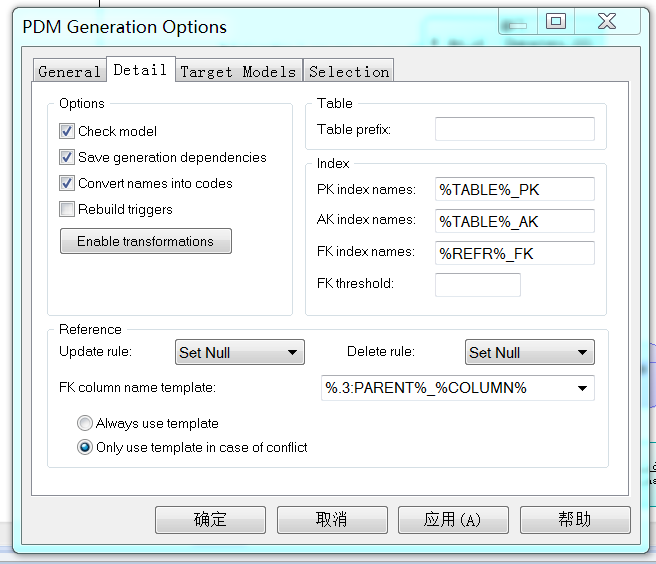 PDM Generation Options
General
Detail
Target Models
Selection
Options
Check model
Save generation dependencies
Convert names into codes
Rebuild triggers
Enable transformations
Table
Table prefix:
Index
PK index names: %TABLE%_PK
AK index names: %TABLE%_AK
FK index names: %REFR%_FK
FK threshold:
Reference
Update rule: Set Null
Delete rule: Set Null
FK column name template: %.3:PARENT%_%COLUMN%
Always use template
Only use template in case of conflict
确定
取消
应用(A)
帮助